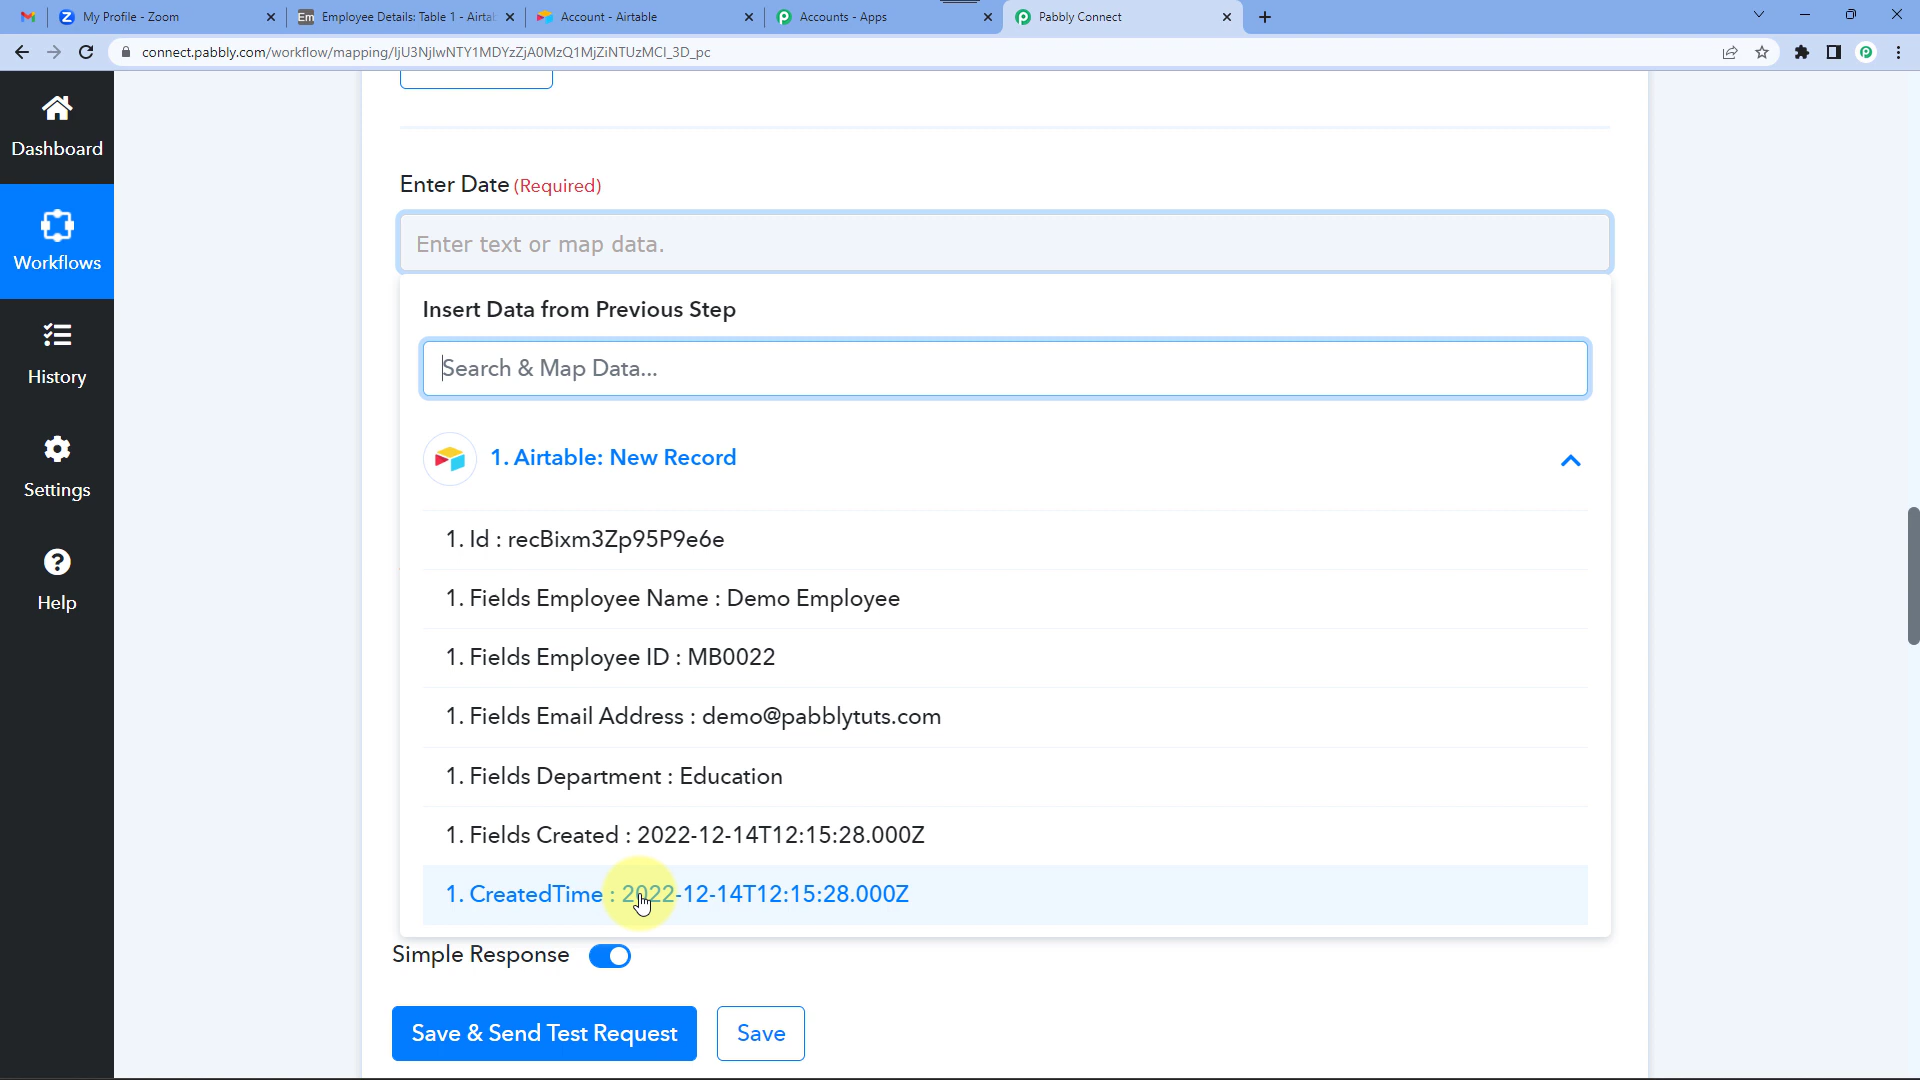 My Profile - Zoom
Em
Employee Details: Table 1 - Airtab
Account - Airtable
Accounts - Apps
Pabbly Connect
connect.pabbly.com/workflow/mapping/IjU3NjIwNTY1MDYzZjA0MzQ1MjZiNTUzMCI_3D_pc
Dashboard
Workflows
History
Settings
Help
Enter Date (Required)
Enter text or map data.
Insert Data from Previous Step
Search & Map Data...
1. Airtable: New Record
1. Id : recBixm3Zp95P9e6e
1. Fields Employee Name : Demo Employee
1. Fields Employee ID : MB0022
1. Fields Email Address : demo@pabblytuts.com
1. Fields Department : Education
1. Fields Created : 2022-12-14T12:15:28.000Z
1. CreatedTime : 2022-12-14T12:15:28.000Z
Simple Response
Save & Send Test Request
Save